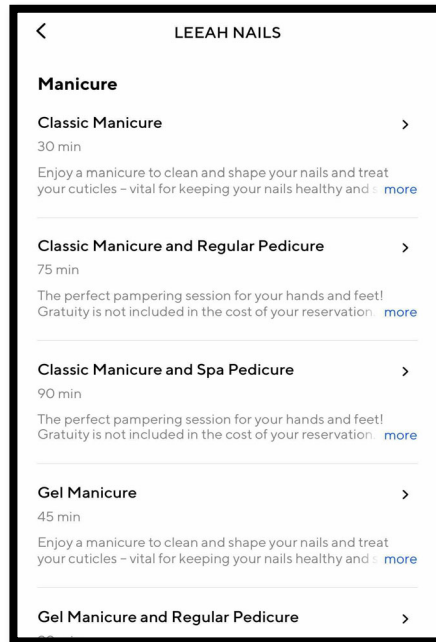 LEEAH NAILS
Manicure
Classic Manicure
30 min
Enjoy a manicure to clean and shape your nails and treat
your cuticles – vital for keeping your nails healthy and more
Classic Manicure and Regular Pedicure
75 min
The perfect pampering session for your hands and feet!
Gratuity is not included in the cost of your reservation. more
Classic Manicure and Spa Pedicure
90 min
The perfect pampering session for your hands and feet!
Gratuity is not included in the cost of your reservation. more
Gel Manicure
45 min
Enjoy a manicure to clean and shape your nails and treat
your cuticles – vital for keeping your nails healthy and more
Gel Manicure and Regular Pedicure